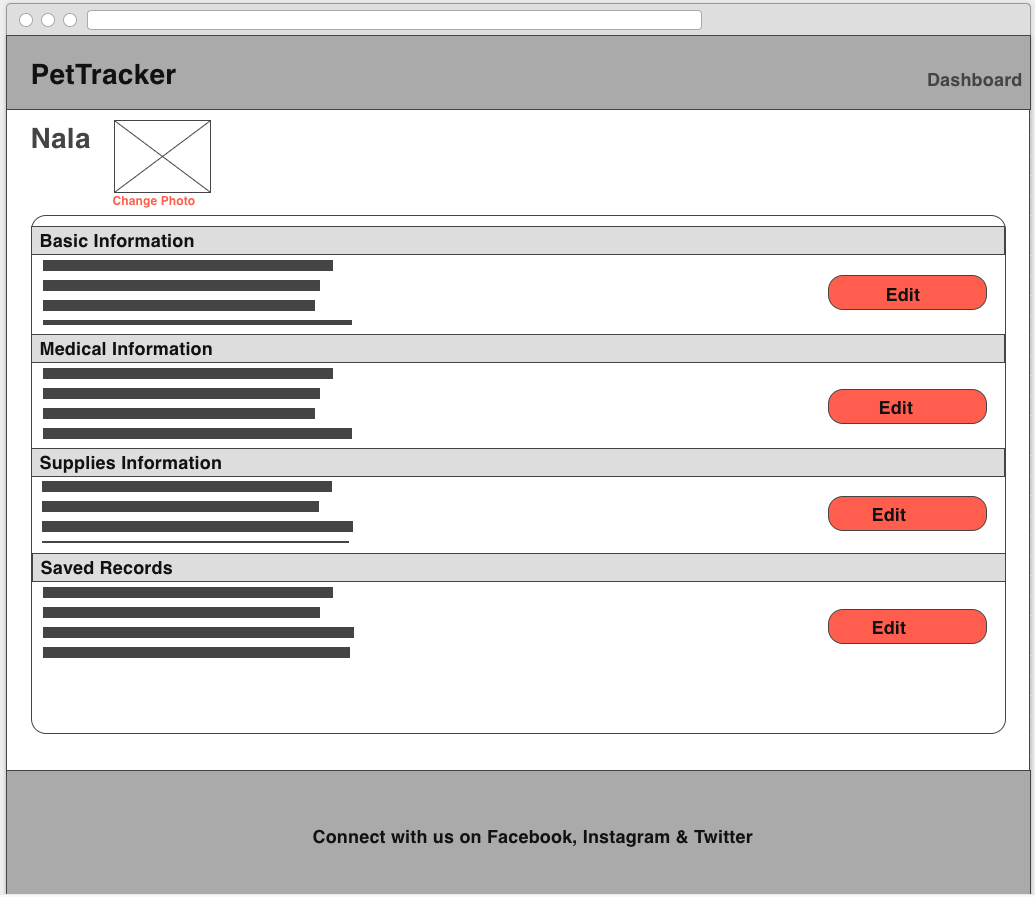 PetTracker
Dashboard
Nala
Change Photo
Basic Information
Edit
Medical Information
Edit
Supplies Information
Edit
Saved Records
Edit
Connect with us on Facebook, Instagram & Twitter